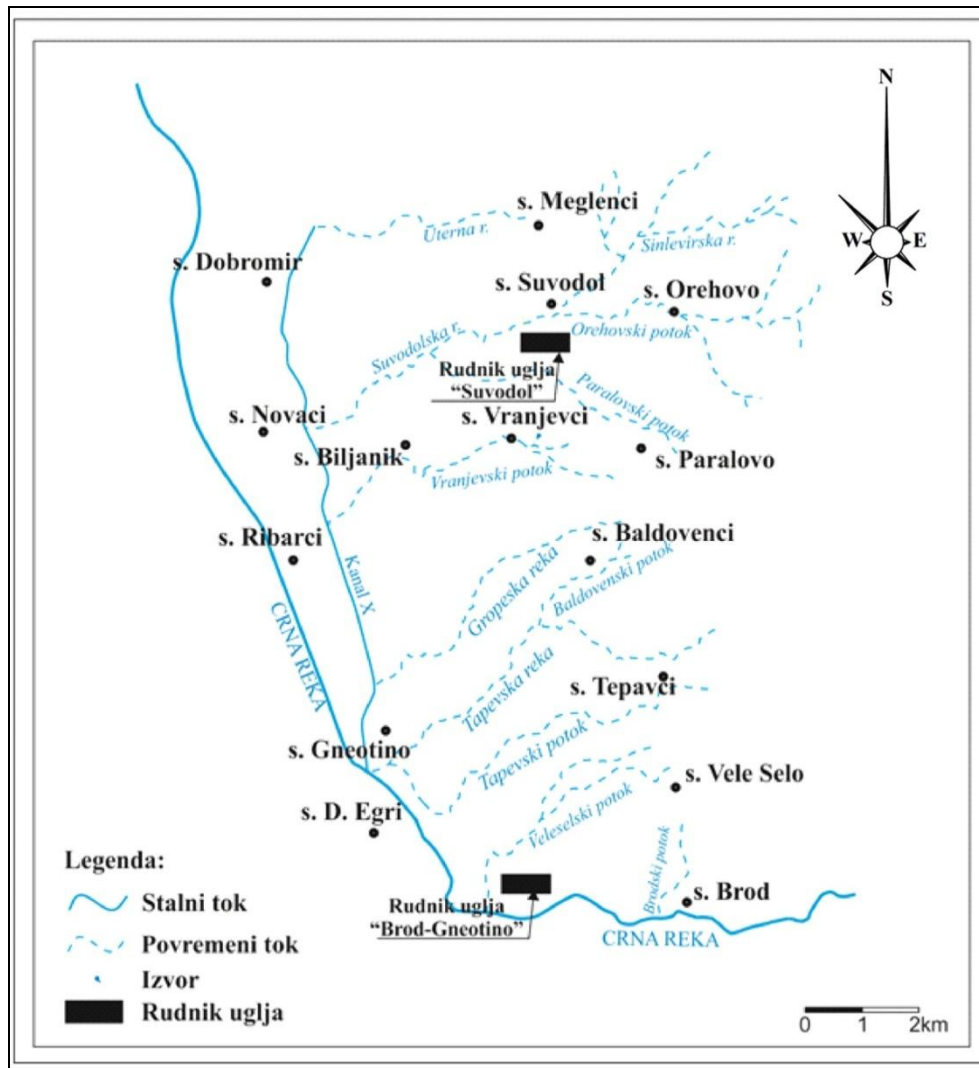 N
W
E
S
s. Meglenci
Uterna r.
Sinlevirska r.
s. Dobromir
s. Suvodol
s. Orehovo
Suvodolska r.
Orehovski potok
Rudnik uglja
“Suvodol”
Paralovski potok
s. Novaci
s. Vranjevci
s. Biljanik
s. Paralovo
Vranjevski potok
s. Ribarci
s. Baldovenci
Kanal X
Gropeska reka
Baldovenski potok
CRNA REKA
Tapevska reka
s. Tepavči
s. Gneotino
Tapevski potok
s. Vele Selo
s. D. Egri
Veleselski potok
Brodski potok
Rudnik uglja
“Brod-Gneotino”
s. Brod
CRNA REKA
Legenda:
Stalni tok
Povremeni tok
Izvor
Rudnik uglja
0 1 2km